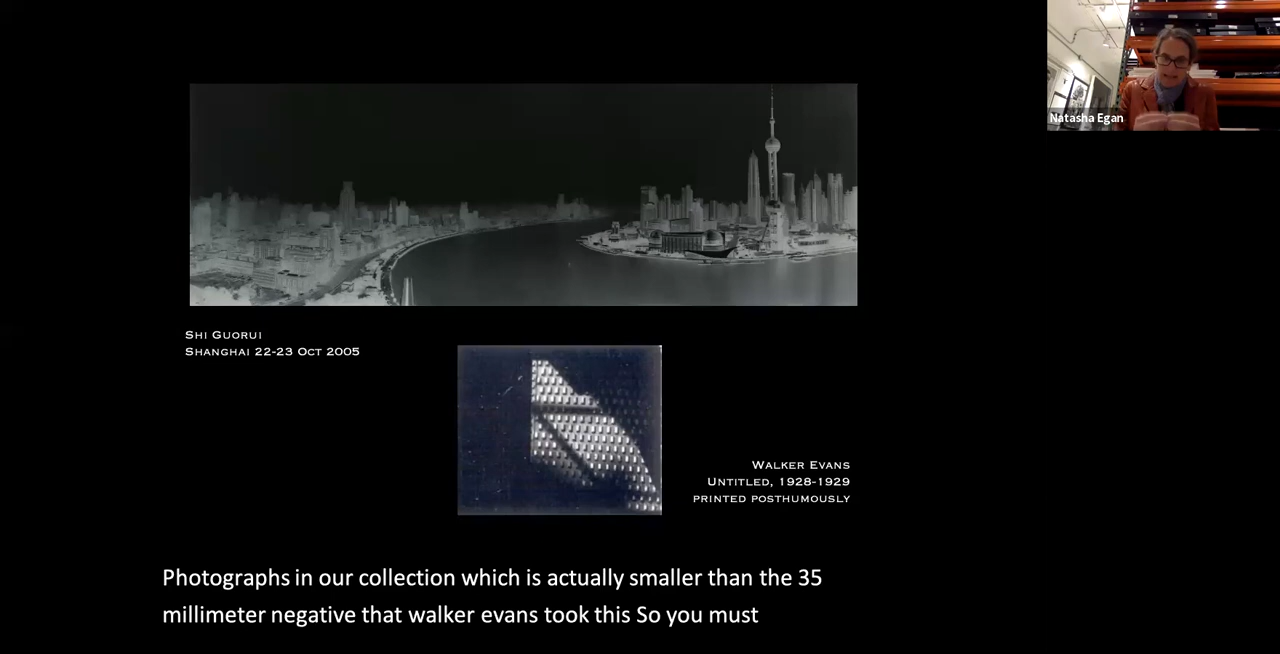 Natasha Egan
Shi Guorui
Shanghai 22-23 Oct 2005
Walker Evans
Untitled, 1928-1929
printed posthumously
Photographs in our collection which is actually smaller than the 35
millimeter negative that walker evans took this So you must